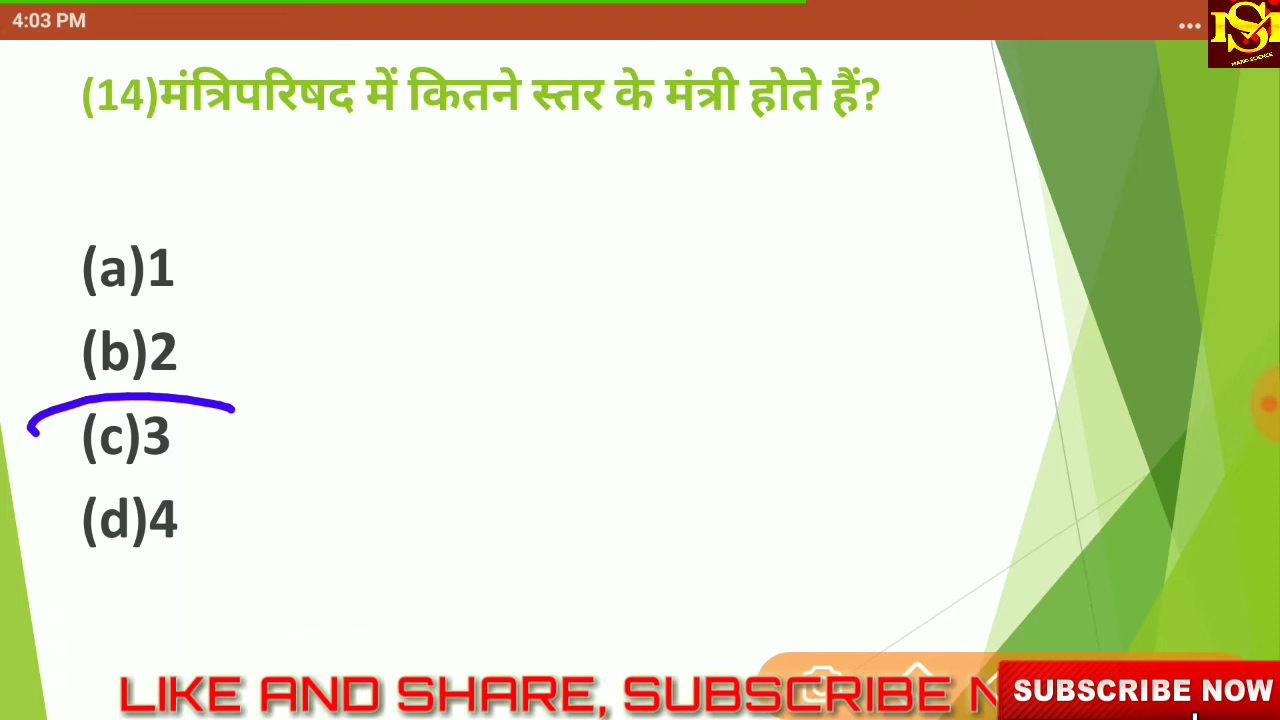 4:03 PM
(14)मंत्रिपरिषद में कितने स्तर के मंत्री होते हैं?
(a)1
(b)2
(c)3
(d)4
LIKE AND SHARE, SUBSCRIBE N
SUBSCRIBE NOW